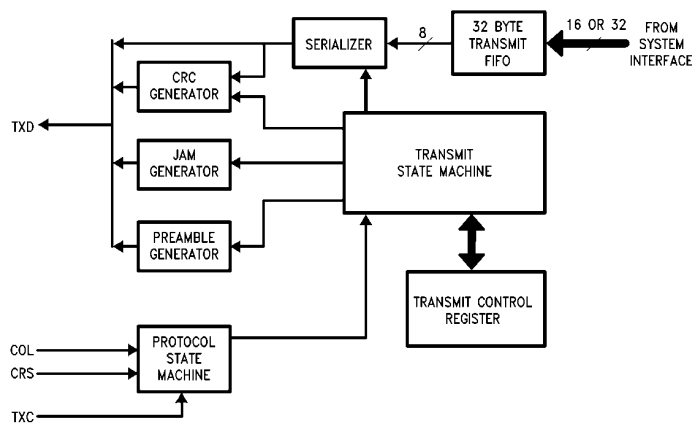 16 OR 32
FROM
SYSTEM
INTERFACE
32 BYTE
TRANSMIT
FIFO
8
SERIALIZER
CRC
GENERATOR
TXD
JAM
GENERATOR
TRANSMIT
STATE MACHINE
PREAMBLE
GENERATOR
TRANSMIT CONTROL
REGISTER
PROTOCOL
STATE
MACHINE
COL
CRS
TXC